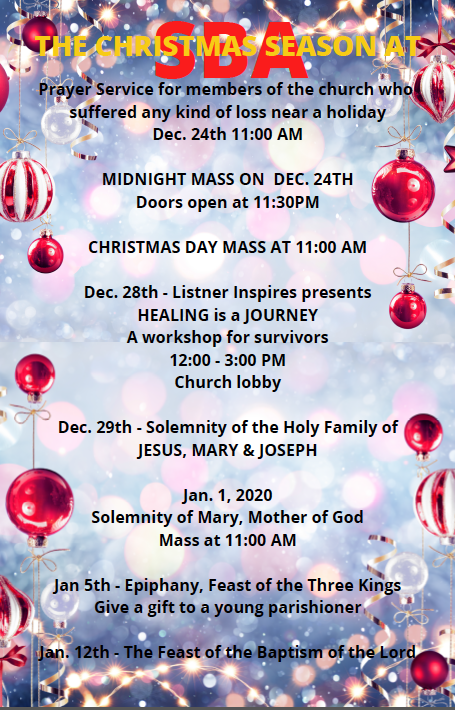 THE CHRISTMAS SEASON AT
SBA
Prayer Service for members of the church who
suffered any kind of loss near a holiday
Dec. 24th 11:00 AM
MIDNIGHT MASS ON DEC. 24TH
Doors open at 11:30PM
CHRISTMAS DAY MASS AT 11:00 AM
Dec. 28th - Listner Inspires presents
HEALING is a JOURNEY
A workshop for survivors
12:00 - 3:00 PM
Church lobby
Dec. 29th - Solemnity of the Holy Family of
JESUS, MARY & JOSEPH
Jan. 1, 2020
Solemnity of Mary, Mother of God
Mass at 11:00 AM
Jan 5th - Epiphany, Feast of the Three Kings
Give a gift to a young parishioner
Jan. 12th - The Feast of the Baptism of the Lord